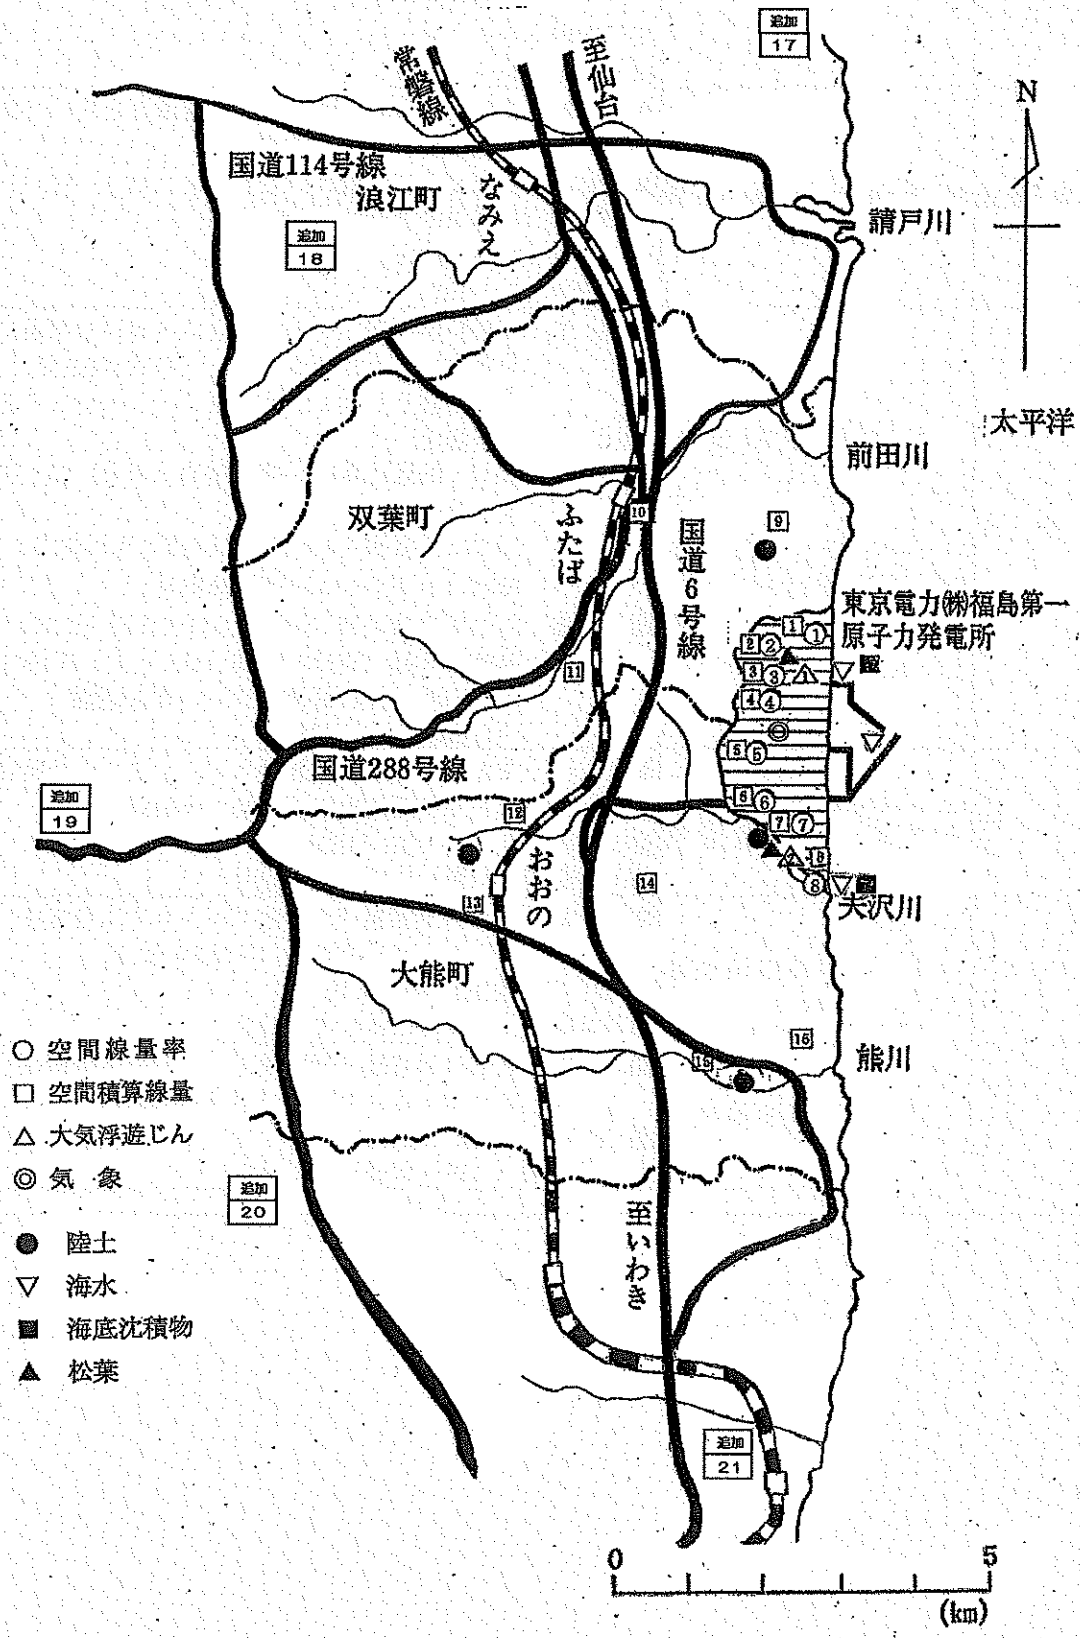 追加
17
常磐線
至仙台
N
国道114号線
浪江町
なみえ
請戸川
追加
18
太平洋
前田川
双葉町
ふたば
10
国道6号線
9
東京電力㈱福島第一
原子力発電所
1 1
2 2
3 3 1
4 4
11
5 5
国道288号線
追加
19
12
6 6
7 7
2 8
8
おおの
14
13
夫沢川
大熊町
16
15
熊川
○ 空間線量率
□ 空間積算線量
△ 大気浮遊じん
◎ 気象
● 陸土
▽ 海水
■ 海底沈積物
▲ 松葉
追加
20
至いわき
追加
21
0 5
(km)